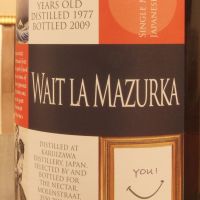 YEARS OLD
DISTILLED 1977
BOTTLED 2009
SINGLE
JAPANESE
WAIT LA MAZURKA
DISTILLED AT
KARUIZAWA
DISTILLERY, JAPAN.
SELECTED BY AND
BOTTLED FOR
THE NECTAR,
MOLENSTRAAT,
YOU!